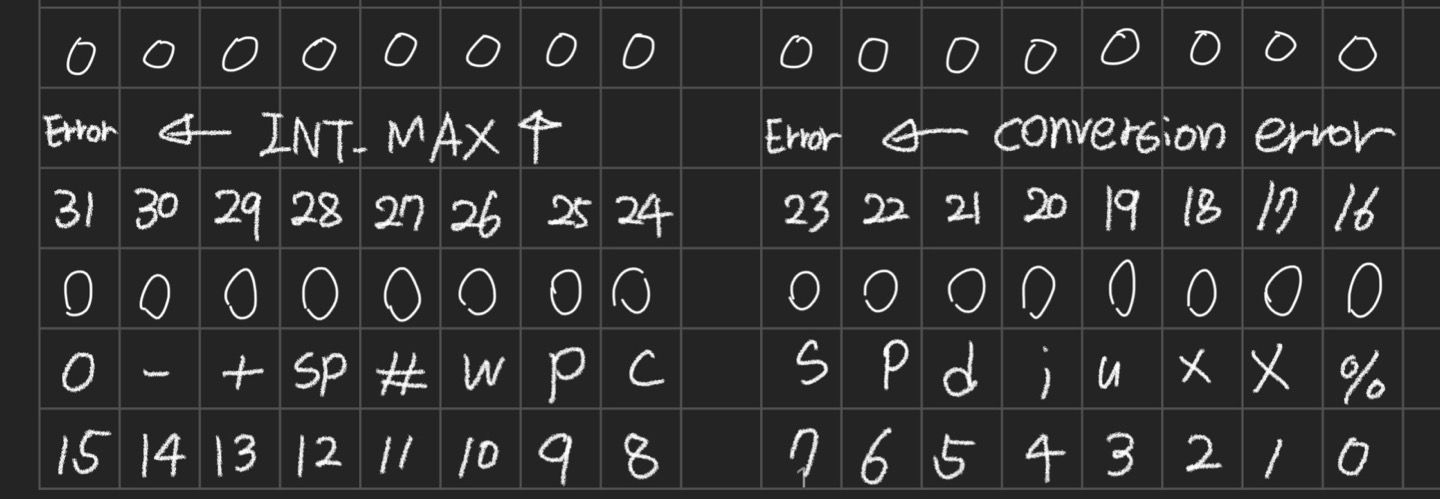 0 0 0 0 0 0 0 0 0 0 0 0 0 0 0 0
Error ← INT_MAX ↑ Error ← conversion error
31 30 29 28 27 26 25 24 23 22 21 20 19 18 17 16
0 0 0 0 0 0 0 0 0 0 0 0 0 0 0 0
0 - + sp # w p c s p d i u x X %
15 14 13 12 11 10 9 8 7 6 5 4 3 2 1 0